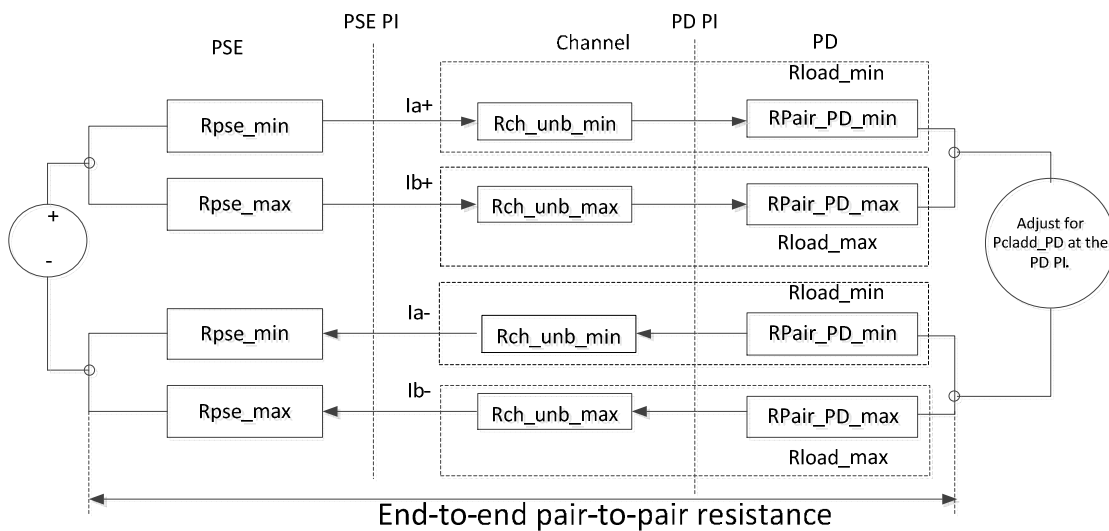 PSE PI
PD PI
PSE
Channel
PD
Rload_min
Ia+
Rpse_min
Rch_unb_min
RPair_PD_min
Ib+
Rpse_max
Rch_unb_max
RPair_PD_max
Rload_max
+
-
Adjust for
Pcladd_PD at the
PD PI.
Rload_min
Ia-
Rpse_min
Rch_unb_min
RPair_PD_min
Ib-
Rpse_max
Rch_unb_max
RPair_PD_max
Rload_max
End-to-end pair-to-pair resistance